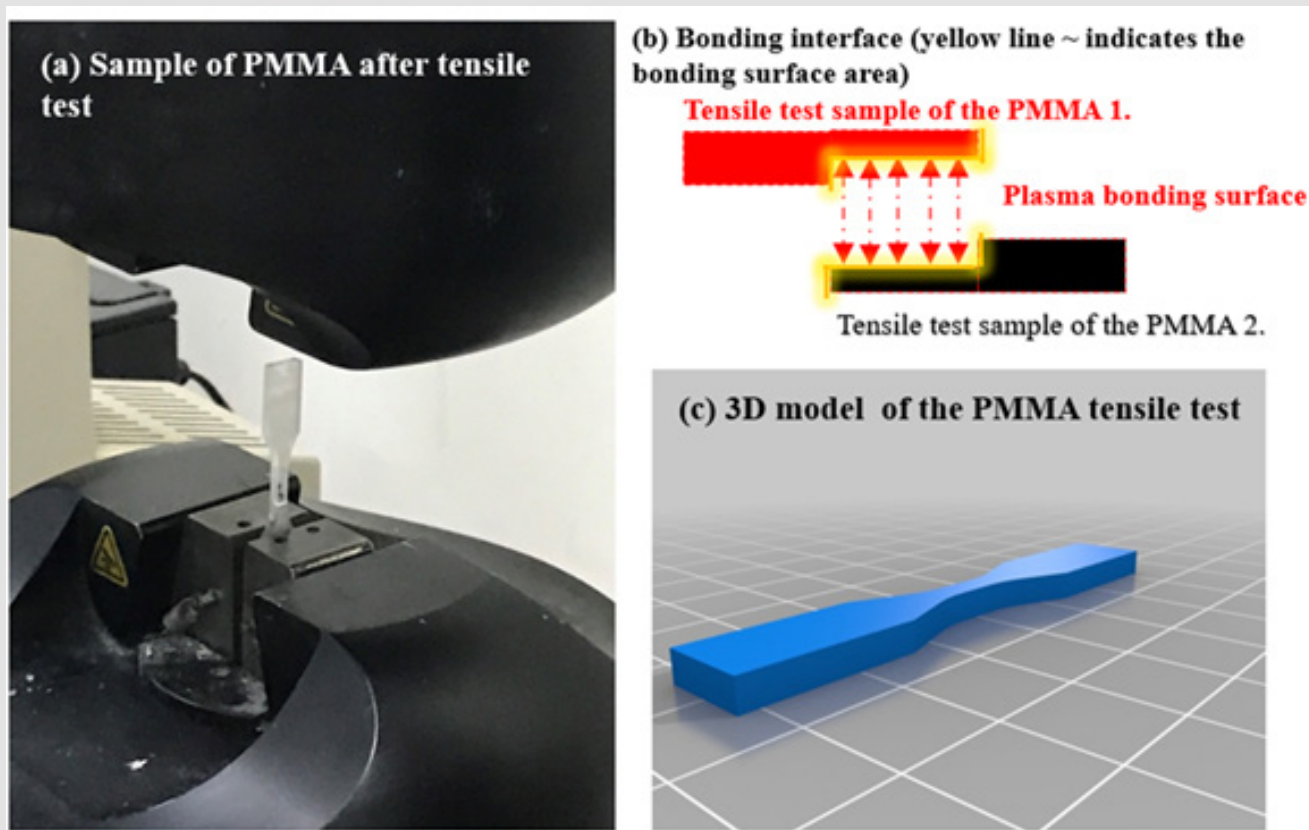 (a) Sample of PMMA after tensile
test
(b) Bonding interface (yellow line ~ indicates the
bonding surface area)
Tensile test sample of the PMMA 1.
Plasma bonding surface
Tensile test sample of the PMMA 2.
(c) 3D model of the PMMA tensile test